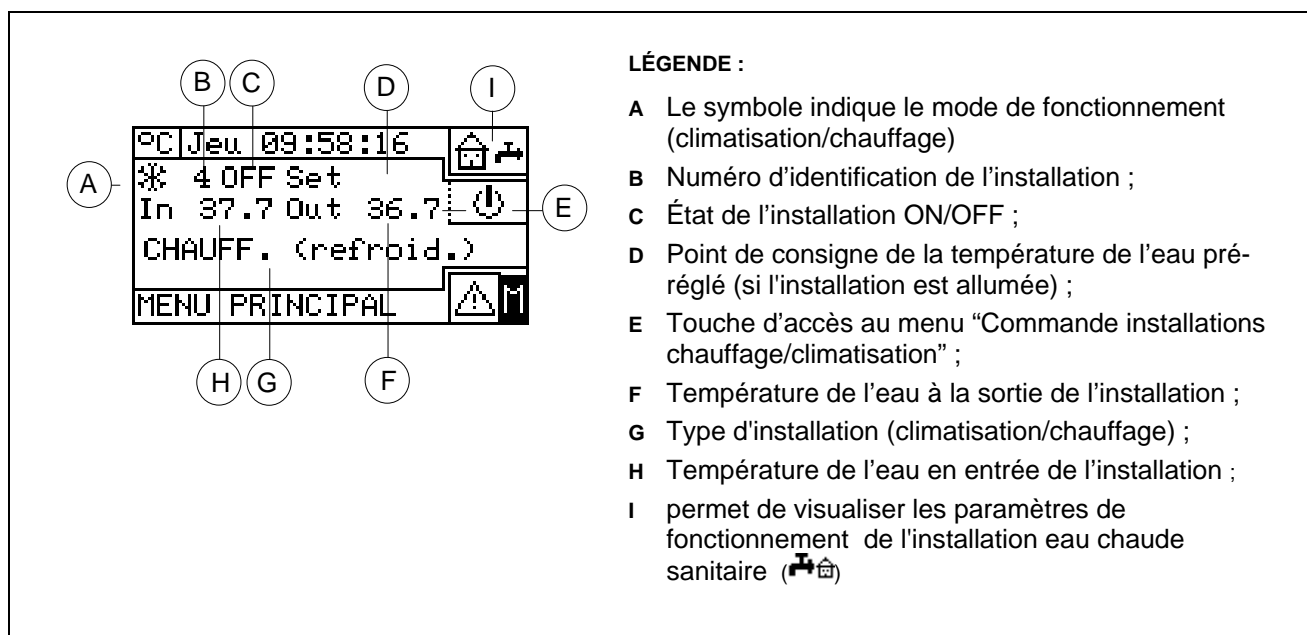 B C D I
°C Jeu 09:58:16
A
❄ 4 OFF Set
In 37.7 Out 36.7
E
CHAUFF. (refroid.)
MENU PRINCIPAL M
H G F
LÉGENDE :
A Le symbole indique le mode de fonctionnement
(climatisation/chauffage)
B Numéro d’identification de l’installation ;
C État de l’installation ON/OFF ;
D Point de consigne de la température de l’eau pré-
réglé (si l'installation est allumée) ;
E Touche d’accès au menu “Commande installations
chauffage/climatisation” ;
F Température de l’eau à la sortie de l’installation ;
G Type d'installation (climatisation/chauffage) ;
H Température de l’eau en entrée de l’installation ;
I permet de visualiser les paramètres de
fonctionnement de l'installation eau chaude
sanitaire ( )